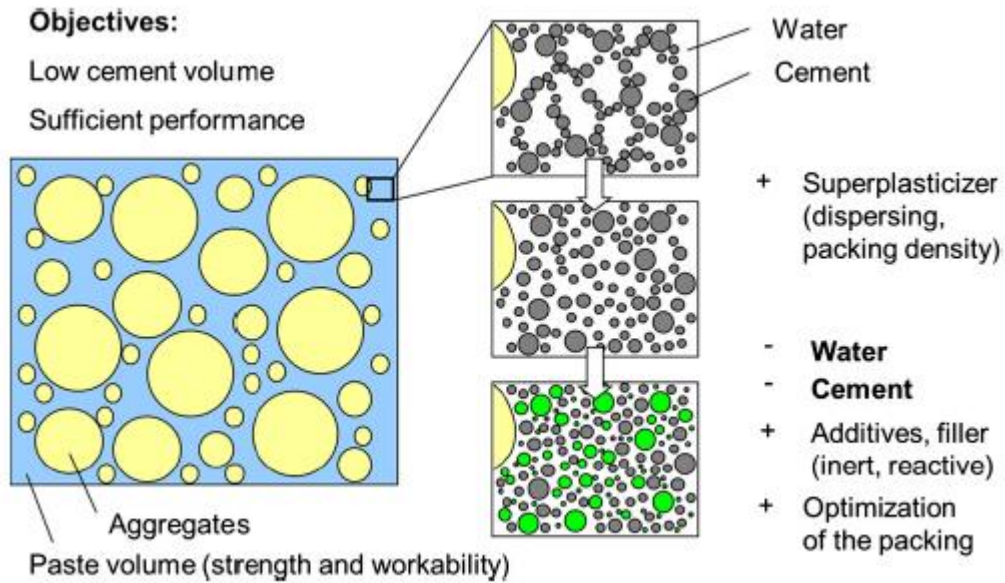 Objectives:
Low cement volume
Sufficient performance
Aggregates
Paste volume (strength and workability)
Water
Cement
+ Superplasticizer
(dispersing,
packing density)
- Water
- Cement
+ Additives, filler
(inert, reactive)
+ Optimization
of the packing